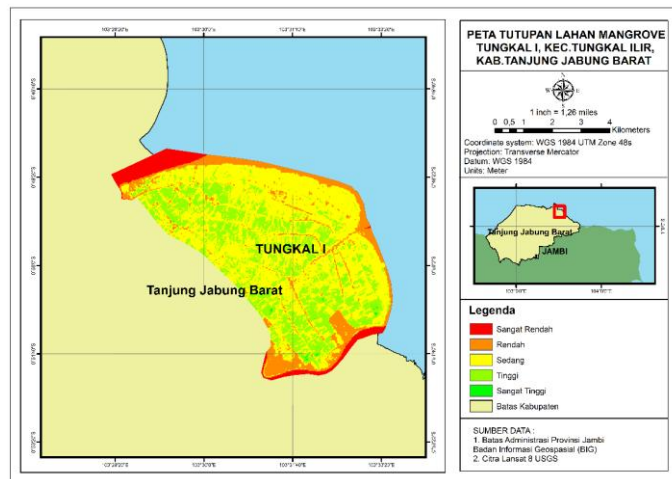 PETA TUTUPAN LAHAN MANGROVE
TUNGKAL I, KEC.TUNGKAL ILIR,
KAB.TANJUNG JABUNG BARAT
1 inch = 1,26 miles
0 0,5 1 2 3 4
Kilometers
Coordinate system: WGS 1984 UTM Zone 48s
Projection: Transverse Mercator
Datum: WGS 1984
Units: Meter
Tanjung Jabung Barat
JAMBI
TUNGKAL I
Tanjung Jabung Barat
Legenda
Sangat Rendah
Rendah
Sedang
Tinggi
Sangat Tinggi
Batas Kabupaten
SUMBER DATA :
1. Batas Administrasi Provinsi Jambi
Badan Informasi Geospasial (BIG)
2. Citra Lansat 8 USGS